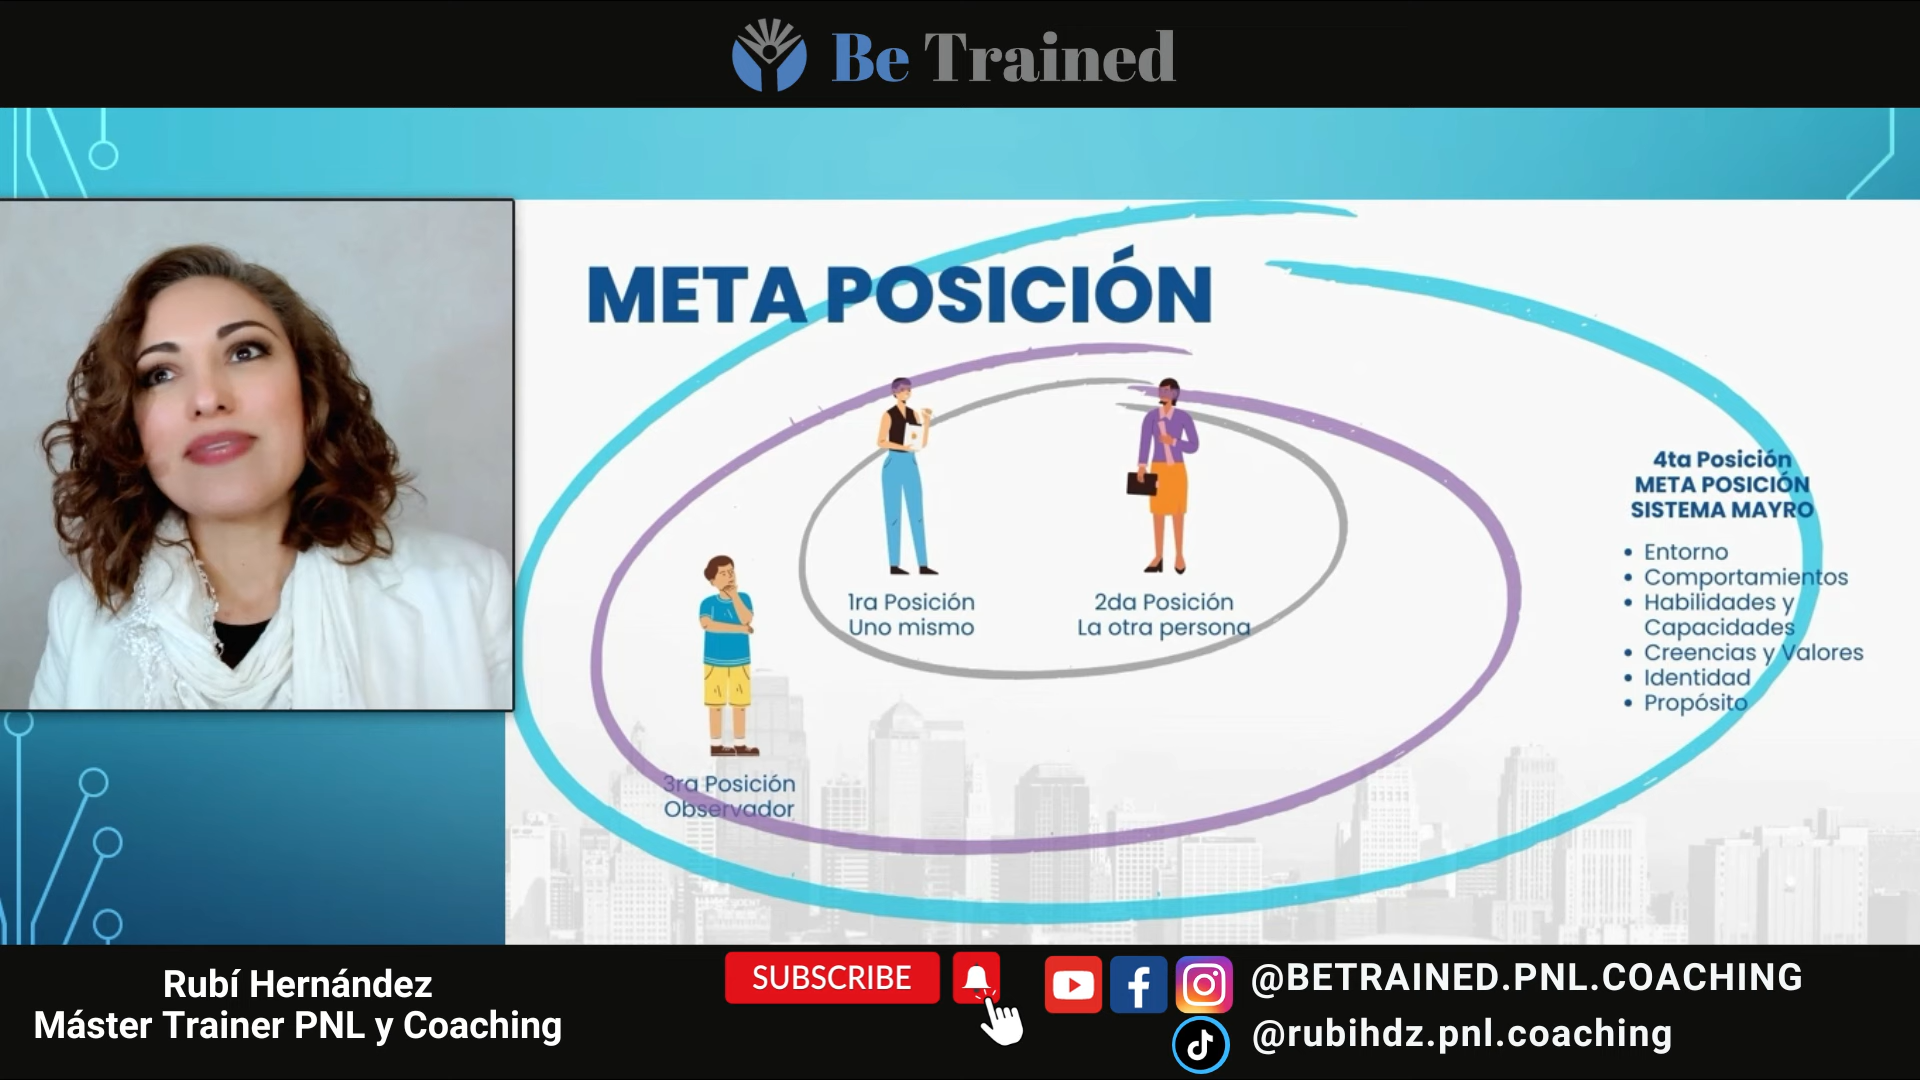 Be Trained
META POSICIÓN
1ra Posición
Uno mismo
2da Posición
La otra persona
3ra Posición
Observador
4ta Posición
META POSICIÓN
SISTEMA MAYRO
• Entorno
• Comportamientos
• Habilidades y
Capacidades
• Creencias y Valores
• Identidad
• Propósito
Rubí Hernández
Máster Trainer PNL y Coaching
SUBSCRIBE
@BETRAINED.PNL.COACHING
@rubihdz.pnl.coaching